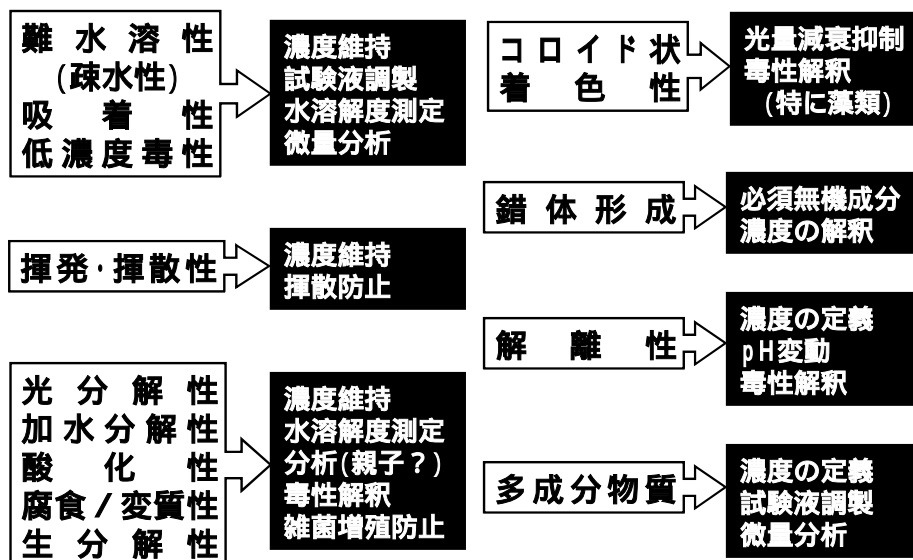 難水溶性
(疎水性)
吸着性
低濃度毒性
濃度維持
試験液調製
水溶解度測定
微量分析
揮発・揮散性
濃度維持
揮散防止
光分解性
加水分解性
酸化性
腐食/変質性
生分解性
濃度維持
水溶解度測定
分析(親子?)
毒性解釈
雑菌増殖防止
コロイド状
着色性
光量減衰抑制
毒性解釈
(特に藻類)
錯体形成
必須無機成分
濃度の解釈
解離性
濃度の定義
pH変動
毒性解釈
多成分物質
濃度の定義
試験液調製
微量分析